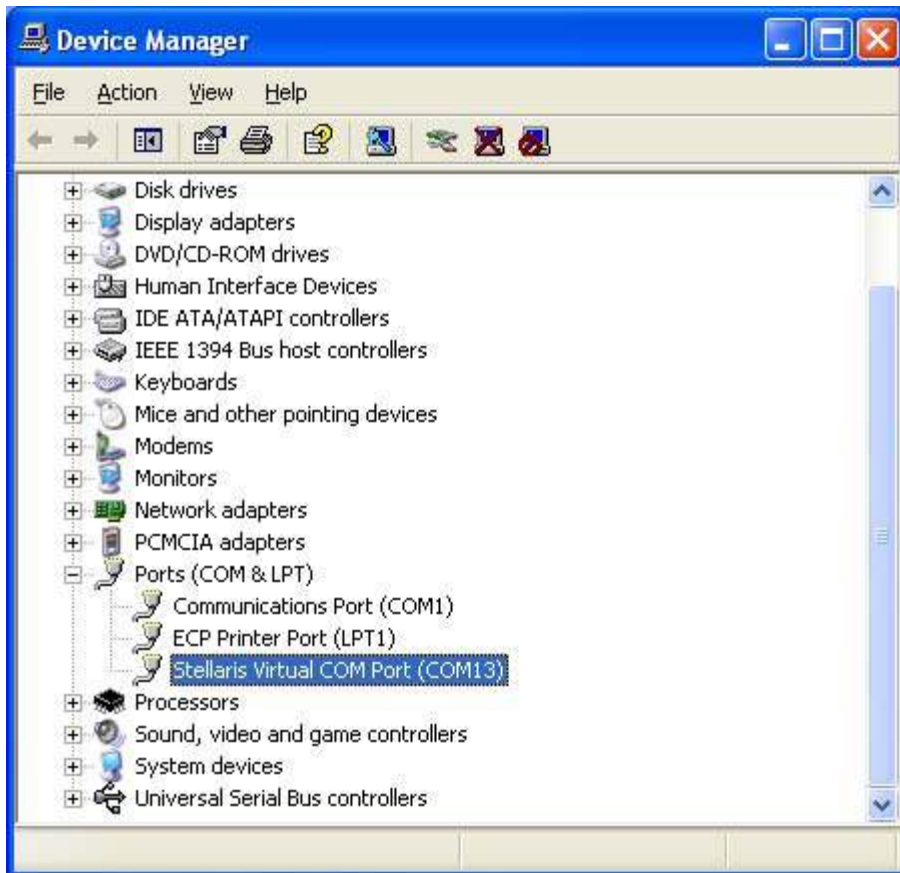 Device Manager
File Action View Help
Disk drives
Display adapters
DVD/CD-ROM drives
Human Interface Devices
IDE ATA/ATAPI controllers
IEEE 1394 Bus host controllers
Keyboards
Mice and other pointing devices
Modems
Monitors
Network adapters
PCMCIA adapters
Ports (COM & LPT)
Communications Port (COM1)
ECP Printer Port (LPT1)
Stellaris Virtual COM Port (COM13)
Processors
Sound, video and game controllers
System devices
Universal Serial Bus controllers